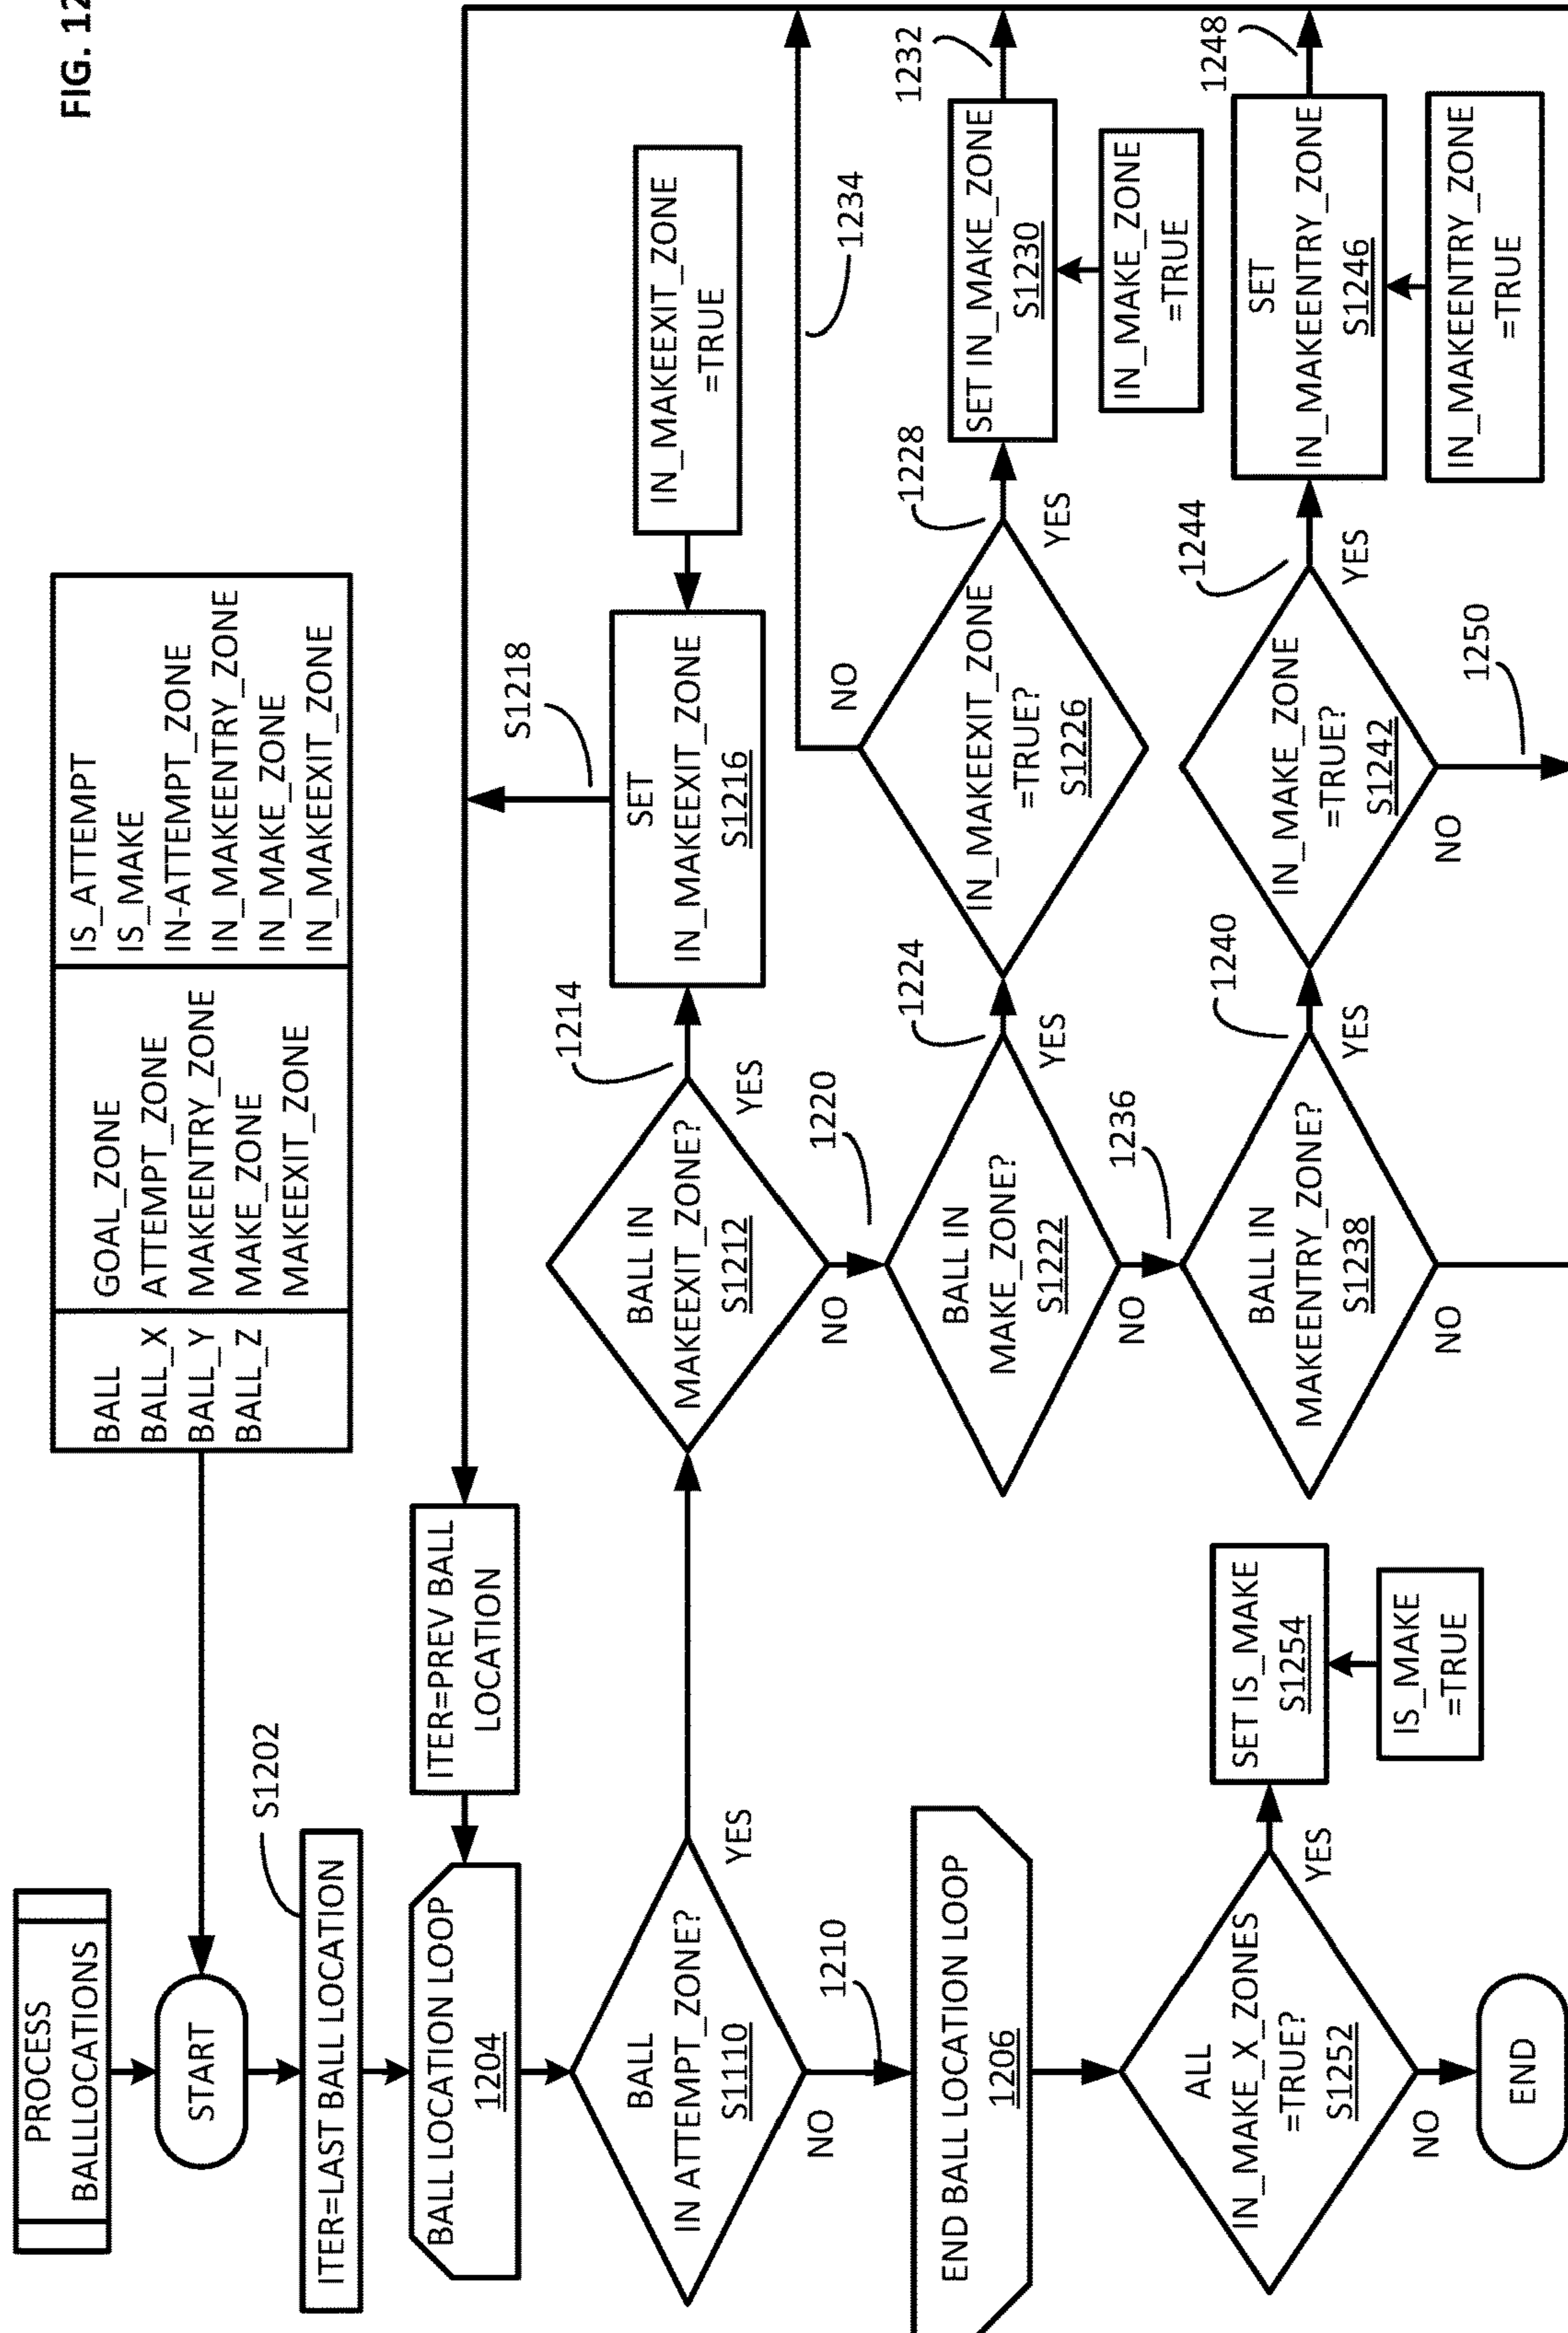 FIG. 12
PROCESS
BALLLOCATIONS
START
BALL
BALL_X
BALL_Y
BALL_Z
GOAL_ZONE
ATTEMPT_ZONE
MAKEENTRY_ZONE
MAKE_ZONE
MAKEEXIT_ZONE
IS_ATTEMPT
IS_MAKE
IN-ATTEMPT_ZONE
IN_MAKEENTRY_ZONE
IN_MAKE_ZONE
IN_MAKEEXIT_ZONE
ITER=LAST BALL LOCATION
S1202
BALL LOCATION LOOP
1204
ITER=PREV BALL
LOCATION
BALL
IN ATTEMPT_ZONE?
S1110
YES
NO
1210
BALL IN
MAKEEXIT_ZONE?
S1212
YES
1214
NO
1220
SET
IN_MAKEEXIT_ZONE
S1216
S1218
IN_MAKEEXIT_ZONE
=TRUE
BALL IN
MAKE_ZONE?
S1222
YES
1224
NO
1236
IN_MAKEEXIT_ZONE
=TRUE?
S1226
NO
1234
YES
1228
SET IN_MAKE_ZONE
S1230
1232
IN_MAKE_ZONE
=TRUE
BALL IN
MAKEENTRY_ZONE?
S1238
YES
1240
NO
IN_MAKE_ZONE
=TRUE?
S1242
YES
1244
NO
1250
SET
IN_MAKEENTRY_ZONE
S1246
1248
IN_MAKEENTRY_ZONE
=TRUE
END BALL LOCATION LOOP
1206
ALL
IN_MAKE_X_ZONES
=TRUE?
S1252
YES
NO
SET IS_MAKE
S1254
IS_MAKE
=TRUE
END